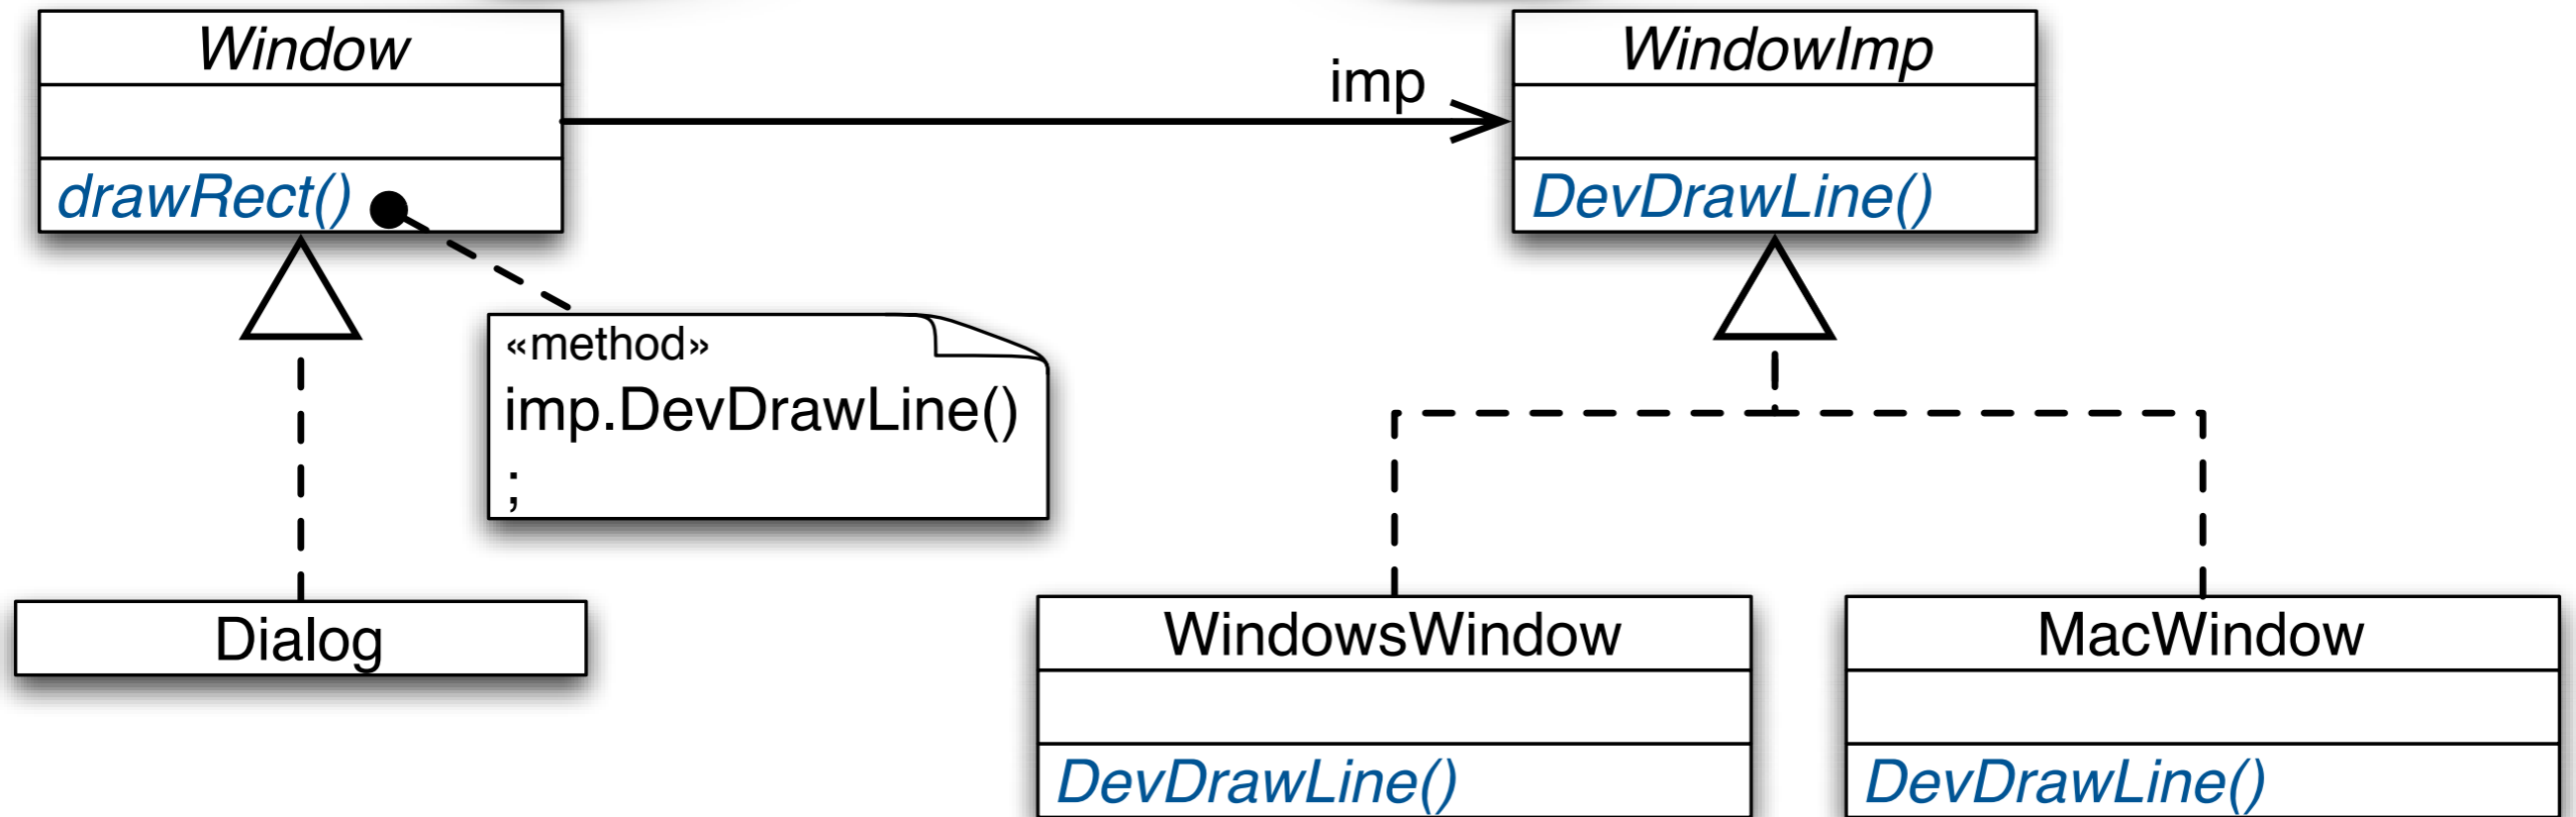 Window
drawRect()
imp
WindowImp
DevDrawLine()
«method»
imp.DevDrawLine()
;
Dialog
WindowsWindow
DevDrawLine()
MacWindow
DevDrawLine()